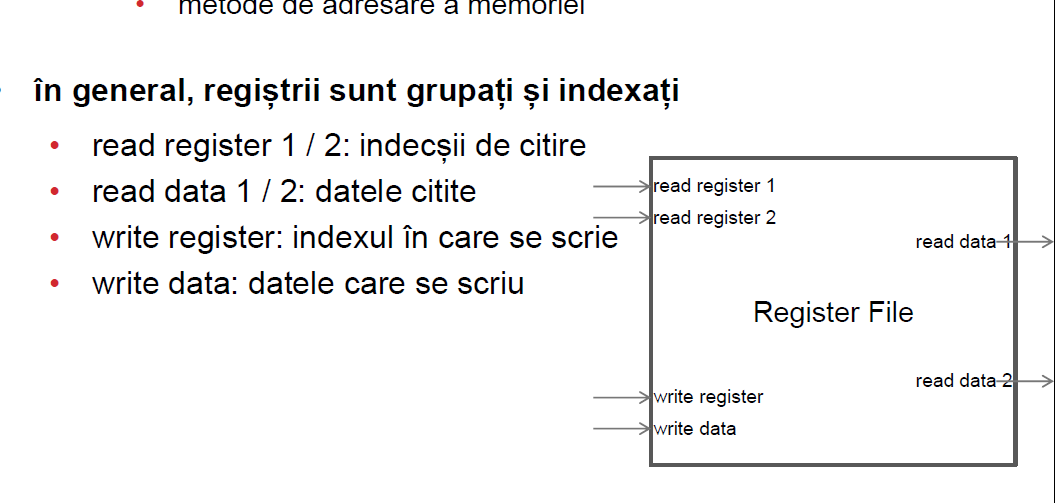 metode de adresare a memoriei
în general, regiștrii sunt grupați și indexați
read register 1 / 2: indecșii de citire
read data 1 / 2: datele citite
write register: indexul în care se scrie
write data: datele care se scriu
read register 1
read register 2
read data 1
Register File
read data 2
write register
write data